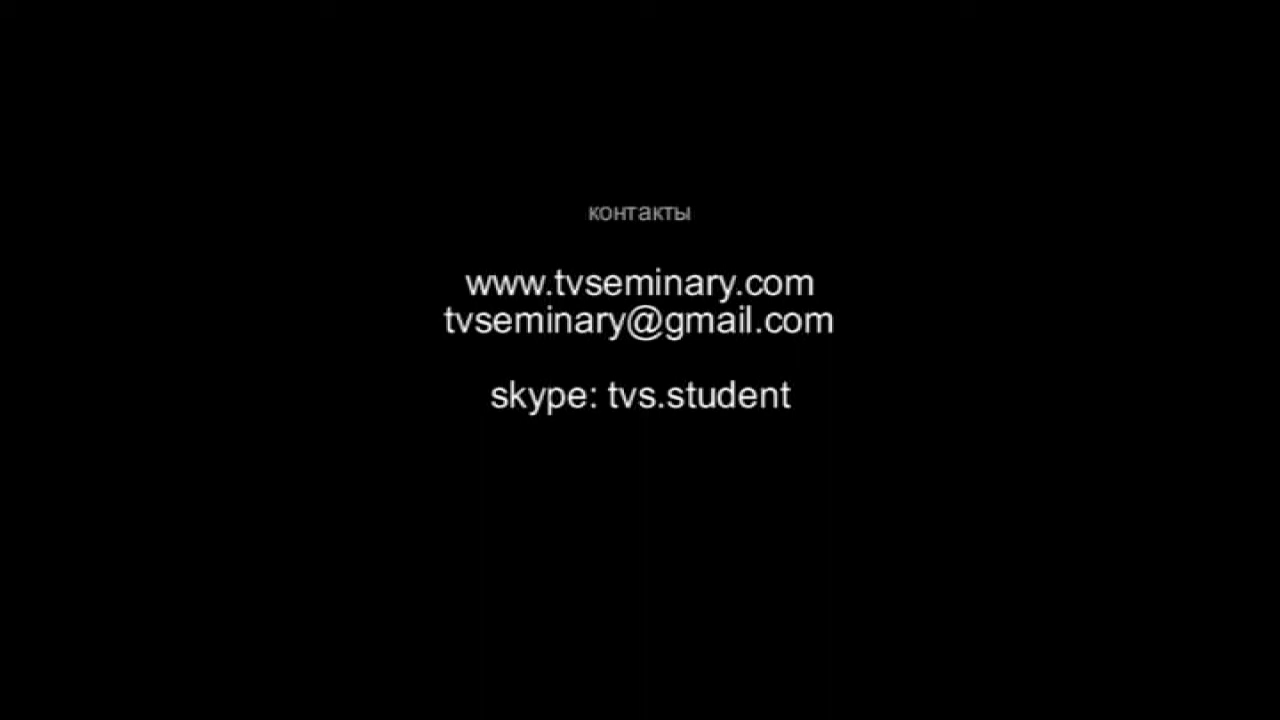 контакты
www.tvseminary.com
tvseminary@gmail.com
skype: tvs.student